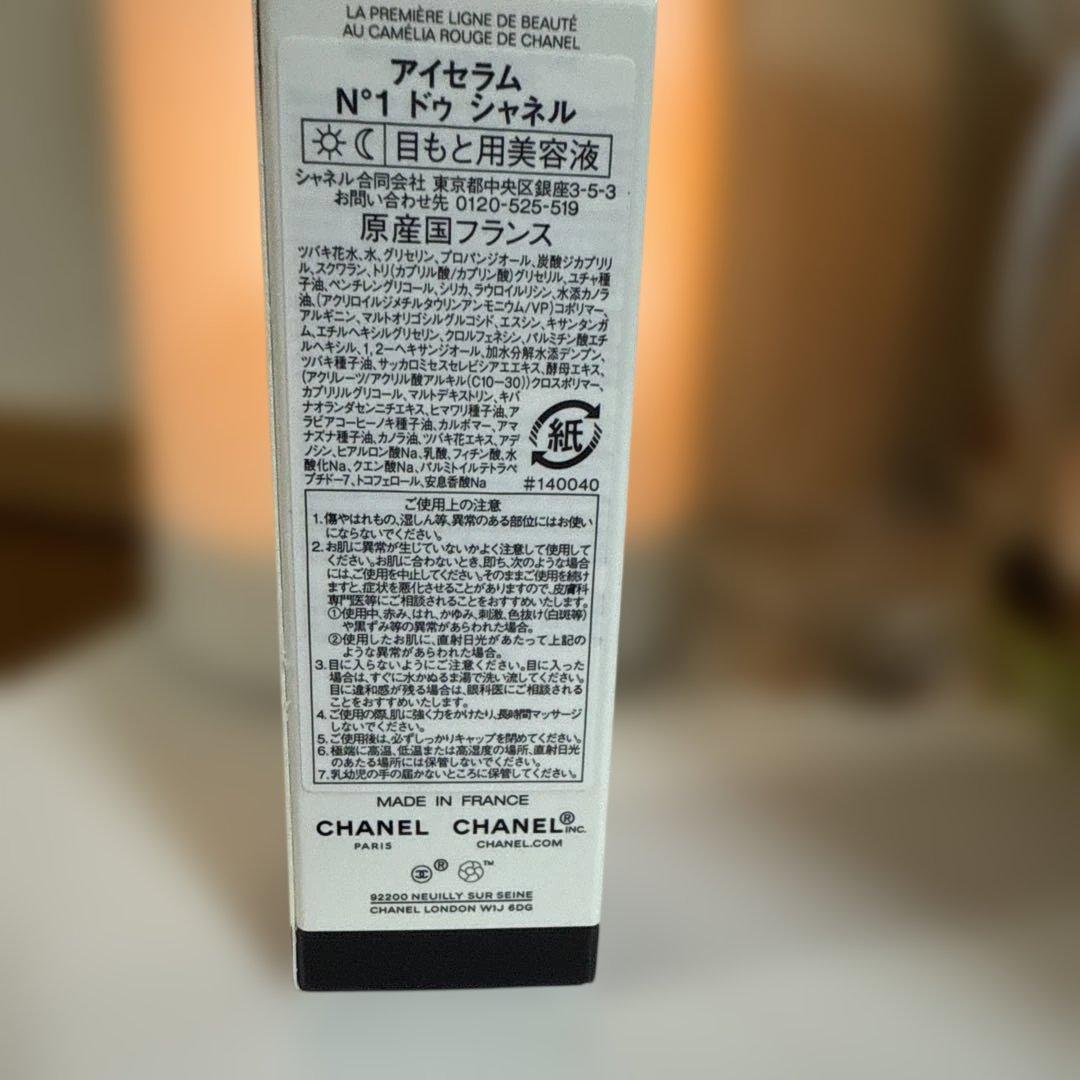 LA PREMIÈRE LIGNE DE BEAUTÉ
AU CAMÉLIA ROUGE DE CHANEL
アイセラム
N°1 ドゥ シャネル
目もと用美容液
シャネル合同会社 東京都中央区銀座3-5-3
お問い合わせ先 0120-525-519
原産国フランス
ツバキ花水、水、グリセリン、プロパンジオール、炭酸ジカプリリ
ル、スクワラン、トリ(カプリル酸/カプリン酸)グリセリル、ユチャ種
子油、ペンチレングリコール、シリカ、ラウロイルリシン、水添カノラ
油、(アクリロイルジメチルタウリンアンモニウム/VP)コポリマー、
アルギニン、マルトオリゴシルグルコシド、エスシン、キサンタンガ
ム、エチルヘキシルグリセリン、クロルフェネシン、パルミチン酸エチ
ルヘキシル、1,2-ヘキサンジオール、加水分解水添デンプン、
ツバキ種子油、サッカロミセスセレビシアエエキス、酵母エキス、
(アクリレーツ/アクリル酸アルキル(C10-30))クロスポリマー、
カプリリルグリコール、マルトデキストリン、キバ
ナオランダセンニチエキス、ヒマワリ種子油、ア
ラビアコーヒーノキ種子油、カルボマー、アマ
ナズナ種子油、カノラ油、ツバキ花エキス、アデ
ノシン、ヒアルロン酸Na、乳酸、フィチン酸、水
酸化Na、クエン酸Na、パルミトイルテトラペ
プチド-7、トコフェロール、安息香酸Na
紙
#140040
ご使用上の注意
1.傷やはれもの、湿しん等、異常のある部位にはお使い
にならないでください。
2.お肌に異常が生じていないかよく注意して使用して
ください。お肌に合わないとき、即ち、次のような場合
には、ご使用を中止してください。そのままご使用を続け
ますと、症状を悪化させることがありますので、皮膚科
専門医等にご相談されることをおすすめいたします。
①使用中、赤み、はれ、かゆみ、刺激、色抜け(白斑等)
や黒ずみ等の異常があらわれた場合。
②使用したお肌に、直射日光があたって上記の
ような異常があらわれた場合。
3.目に入らないようにご注意ください。目に入った
場合は、すぐに水かぬるま湯で洗い流してください。
目に違和感が残る場合は、眼科医にご相談される
ことをおすすめいたします。
4.ご使用の際、肌に強く力をかけたり、長時間マッサージ
しないでください。
5.ご使用後は、必ずしっかりキャップを閉めてください。
6.極端に高温、低温または高湿度の場所、直射日光
のあたる場所には保管しないでください。
7.乳幼児の手の届かないところに保管してください。
MADE IN FRANCE
CHANEL CHANEL® INC.
PARIS CHANEL.COM
® ™
92200 NEUILLY SUR SEINE
CHANEL LONDON W1J 6DG